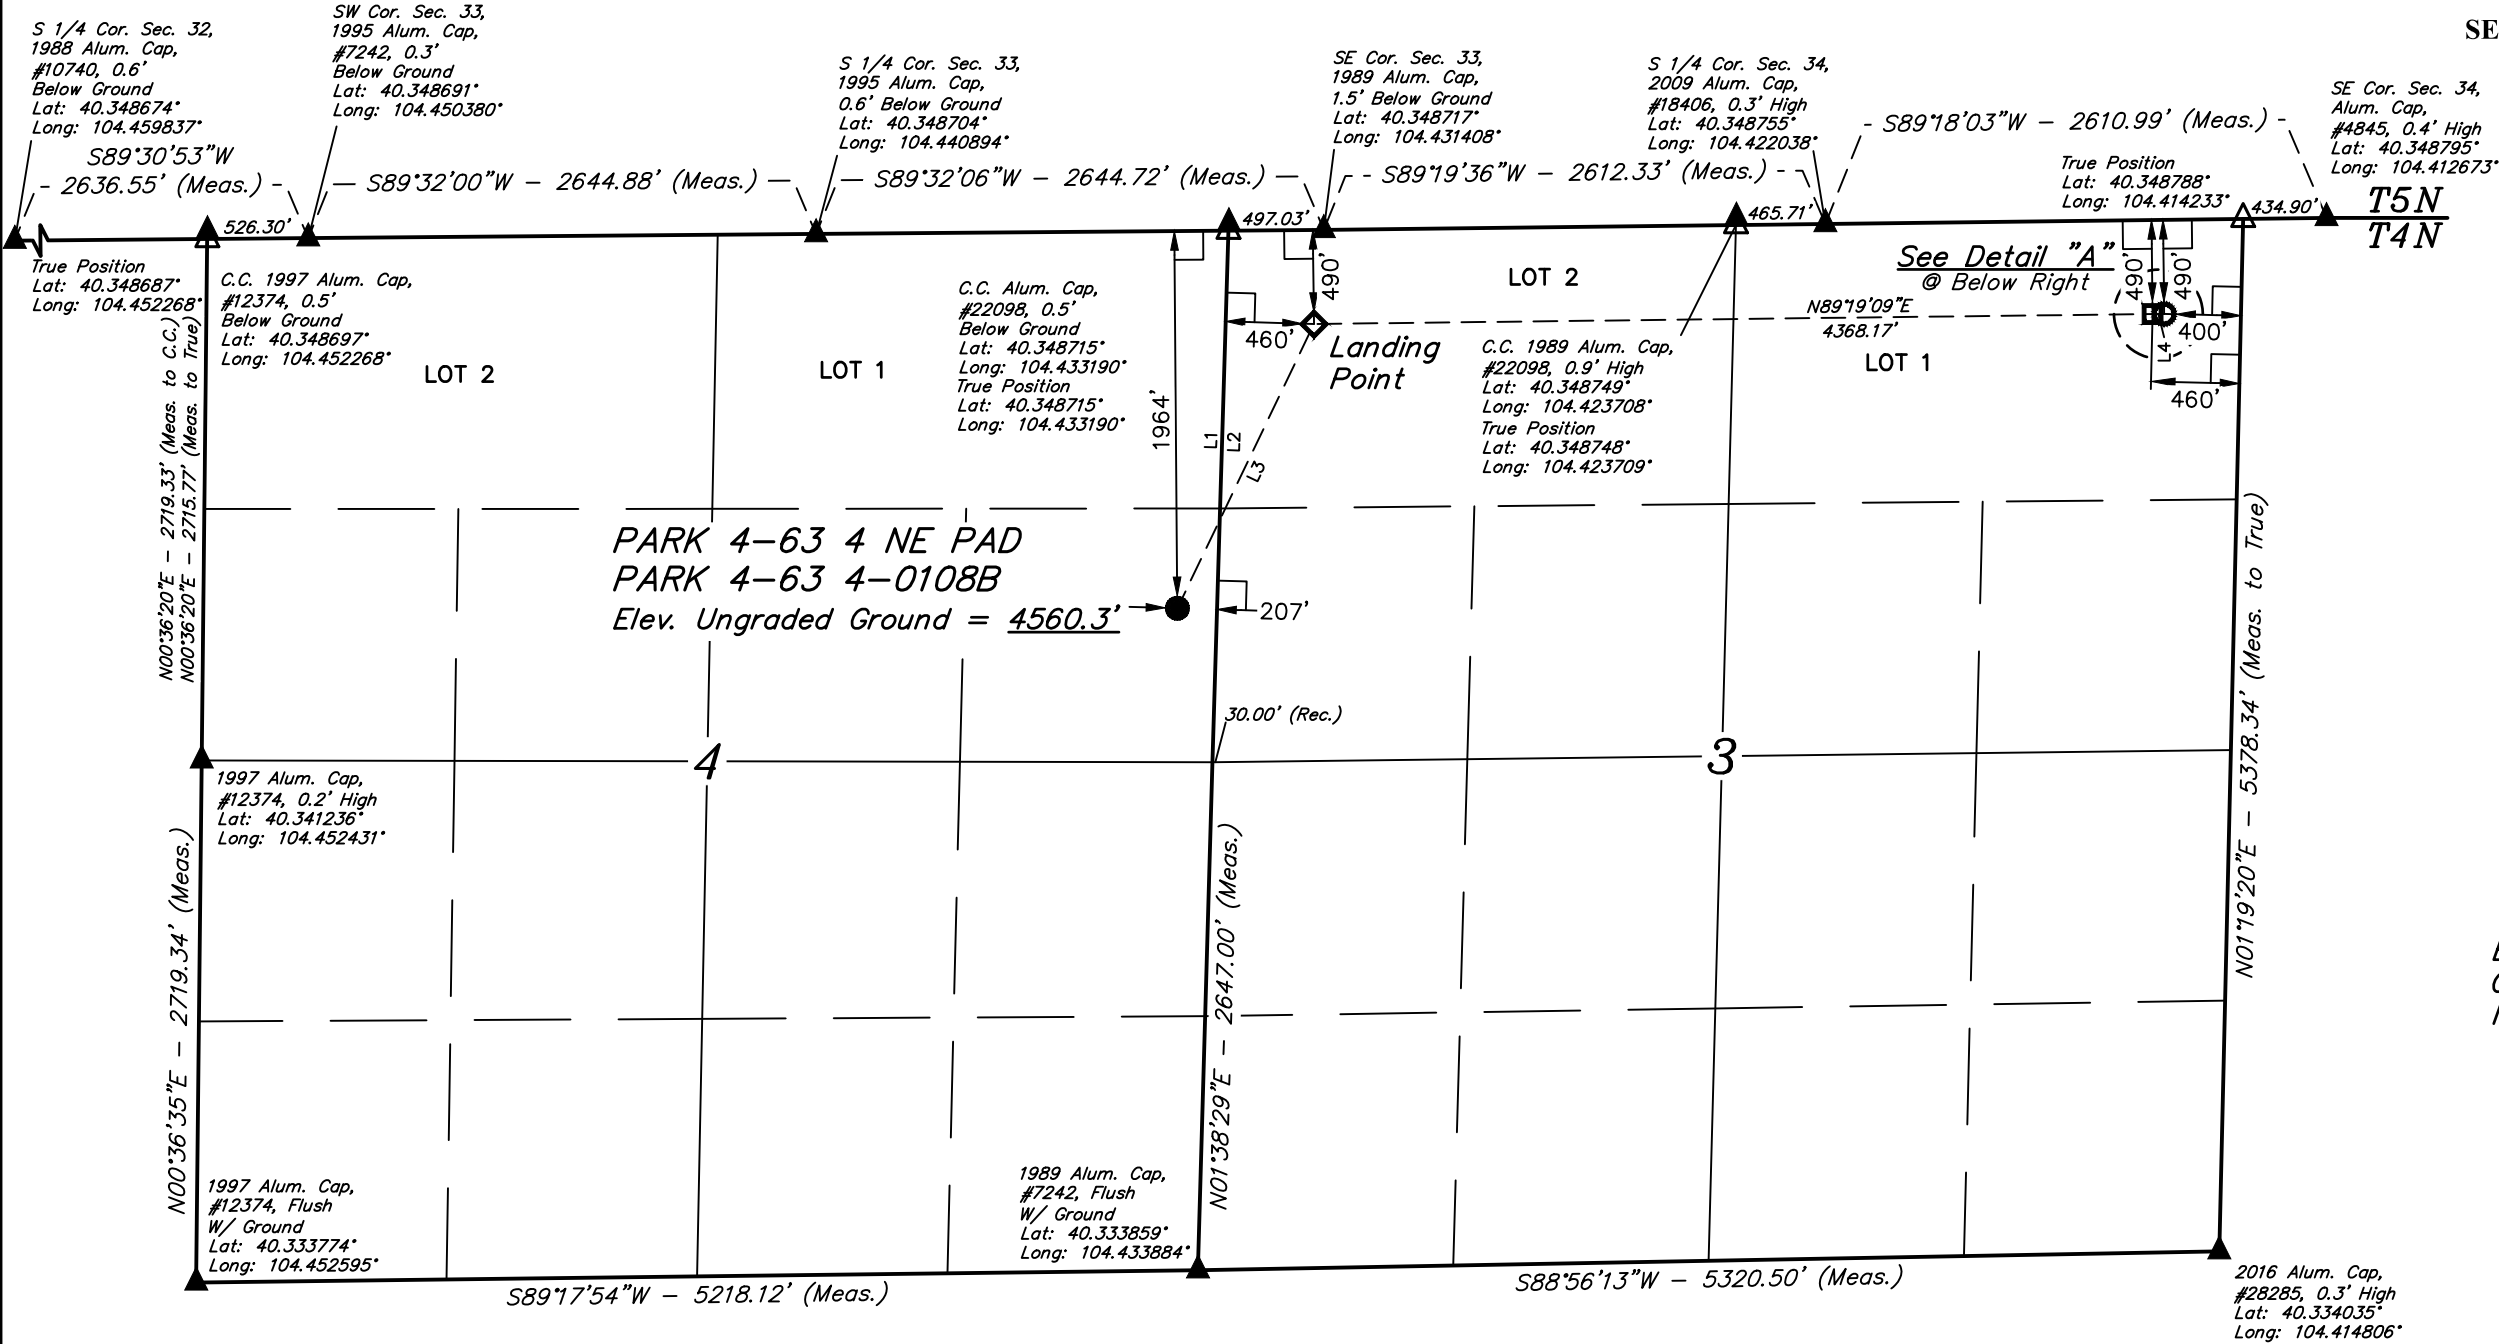 S 1/4 Cor. Sec. 32,
1988 Alum. Cap,
#10740, 0.6'
Below Ground
Lat: 40.348674°
Long: 104.459837°
SW Cor. Sec. 33,
1995 Alum. Cap,
#7242, 0.3'
Below Ground
Lat: 40.348691°
Long: 104.450380°
S 1/4 Cor. Sec. 33,
1995 Alum. Cap,
0.6' Below Ground
Lat: 40.348704°
Long: 104.440894°
SE Cor. Sec. 33,
1989 Alum. Cap,
1.5' Below Ground
Lat: 40.348717°
Long: 104.431408°
S 1/4 Cor. Sec. 34,
2009 Alum. Cap,
#18406, 0.3' High
Lat: 40.348755°
Long: 104.422038°
SE
SE Cor. Sec. 34,
Alum. Cap,
#4845, 0.4' High
Lat: 40.348795°
Long: 104.412673°
S89°30'53"W
- 2636.55' (Meas.) -
— S89°32'00"W - 2644.88' (Meas.) —
— S89°32'06"W - 2644.72' (Meas.) —
- S89°19'36"W - 2612.33' (Meas.) -
- S89°18'03"W - 2610.99' (Meas.) -
True Position
Lat: 40.348788°
Long: 104.414233°
T5N
T4N
526.30'
497.03'
465.71'
434.90'
True Position
Lat: 40.348687°
Long: 104.452268°
C.C. 1997 Alum. Cap,
#12374, 0.5'
Below Ground
Lat: 40.348697°
Long: 104.452268°
C.C. Alum. Cap,
#22098, 0.5'
Below Ground
Lat: 40.348715°
Long: 104.433190°
True Position
Lat: 40.348715°
Long: 104.433190°
490'
LOT 2
See Detail "A"
@ Below Right
490'
490'
N89°19'09"E
4368.17'
460'
Landing
Point
400'
L4
460'
LOT 1
C.C. 1989 Alum. Cap,
#22098, 0.9' High
Lat: 40.348749°
Long: 104.423708°
True Position
Lat: 40.348748°
Long: 104.423709°
LOT 2
LOT 1
1964'
L1
L2
L3
N00°36'20"E - 2719.33' (Meas. to C.C.)
N00°36'20"E - 2715.77' (Meas. to True)
PARK 4-63 4 NE PAD
PARK 4-63 4-0108B
Elev. Ungraded Ground = 4560.3'
207'
30.00' (Rec.)
4
3
N01°19'20"E - 5378.34' (Meas. to True)
1997 Alum. Cap,
#12374, 0.2' High
Lat: 40.341236°
Long: 104.452431°
N00°36'35"E - 2719.34' (Meas.)
N01°38'29"E - 2647.00' (Meas.)
1997 Alum. Cap,
#12374, Flush
W/ Ground
Lat: 40.333774°
Long: 104.452595°
1989 Alum. Cap,
#7242, Flush
W/ Ground
Lat: 40.333859°
Long: 104.433884°
S89°17'54"W - 5218.12' (Meas.)
S88°56'13"W - 5320.50' (Meas.)
2016 Alum. Cap,
#28285, 0.3' High
Lat: 40.334035°
Long: 104.414806°